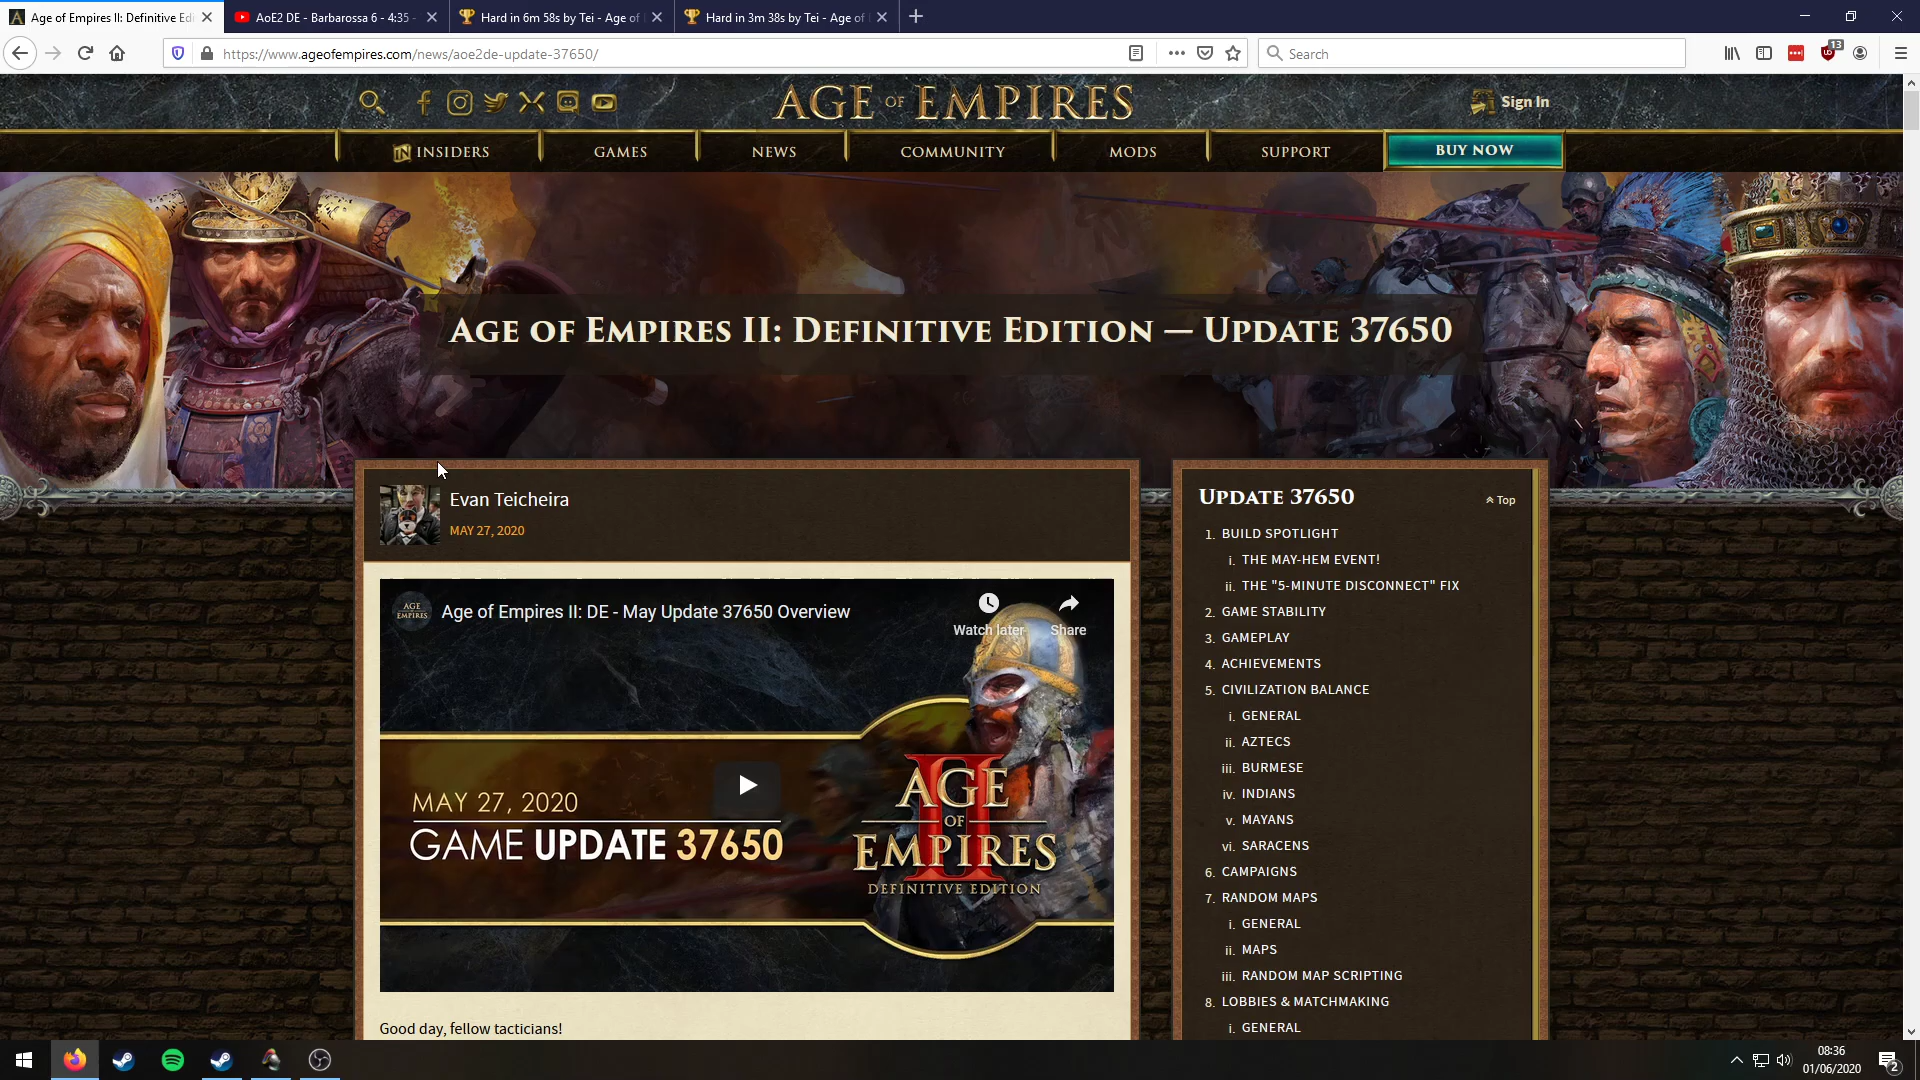 Age of Empires II: Definitive Edi
AoE2 DE - Barbarossa 6 - 4:35 -
Hard in 6m 58s by Tei - Age of
Hard in 3m 38s by Tei - Age of
https://www.ageofempires.com/news/aoe2de-update-37650/
Search
13
AGE OF EMPIRES
Sign In
INSIDERS
GAMES
NEWS
COMMUNITY
MODS
SUPPORT
BUY NOW
Age of Empires II: Definitive Edition — Update 37650
Evan Teicheira
MAY 27, 2020
AGE OF EMPIRES
Age of Empires II: DE - May Update 37650 Overview
Watch later
Share
MAY 27, 2020
GAME UPDATE 37650
II
AGE
OF
EMPIRES
DEFINITIVE EDITION
Good day, fellow tacticians!
Update 37650
Top
1. BUILD SPOTLIGHT
i. THE MAY-HEM EVENT!
ii. THE "5-MINUTE DISCONNECT" FIX
2. GAME STABILITY
3. GAMEPLAY
4. ACHIEVEMENTS
5. CIVILIZATION BALANCE
i. GENERAL
ii. AZTECS
iii. BURMESE
iv. INDIANS
v. MAYANS
vi. SARACENS
6. CAMPAIGNS
7. RANDOM MAPS
i. GENERAL
ii. MAPS
iii. RANDOM MAP SCRIPTING
8. LOBBIES & MATCHMAKING
i. GENERAL
08:36
01/06/2020
2